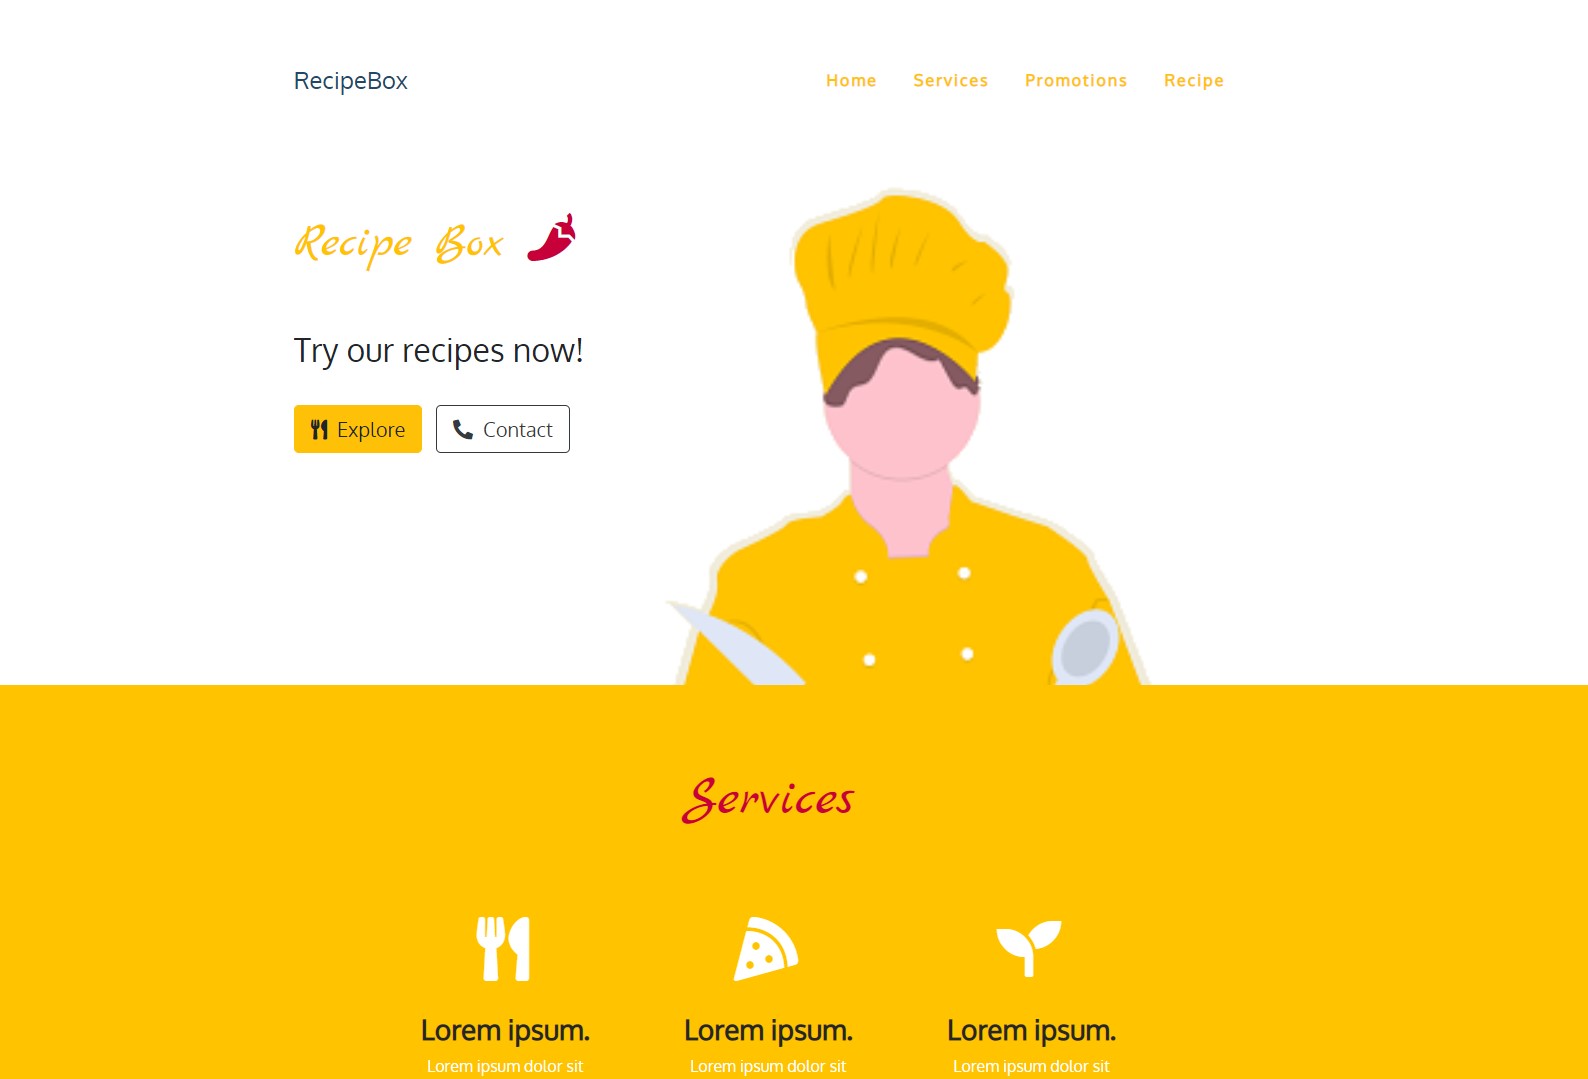 RecipeBox
Home Services Promotions Recipe
Recipe Box
Try our recipes now!
Explore Contact
Services
Lorem ipsum. Lorem ipsum. Lorem ipsum.
Lorem ipsum dolor sit Lorem ipsum dolor sit Lorem ipsum dolor sit